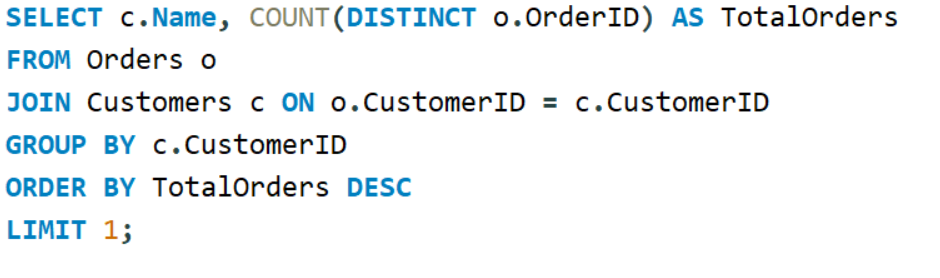 SELECT c.Name, COUNT(DISTINCT o.OrderID) AS TotalOrders
FROM Orders o
JOIN Customers c ON o.CustomerID = c.CustomerID
GROUP BY c.CustomerID
ORDER BY TotalOrders DESC
LIMIT 1;